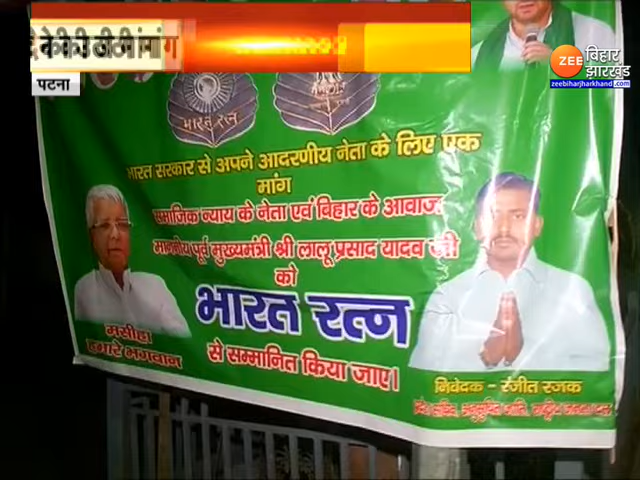 ZEE बिहार झारखंड
zeebiharjharkhand.com
पटना
भारत रत्न
भारत सरकार से अपने आदरणीय नेता के लिए एक
मांग
समाजिक न्याय के नेता एवं बिहार के आवाज
माननीय पूर्व मुख्यमंत्री श्री लालू प्रसाद यादव जी
को
भारत रत्न
से सम्मानित किया जाए।
मसीहा
हमारे भगवान
निवेदक - रंजीत रजक